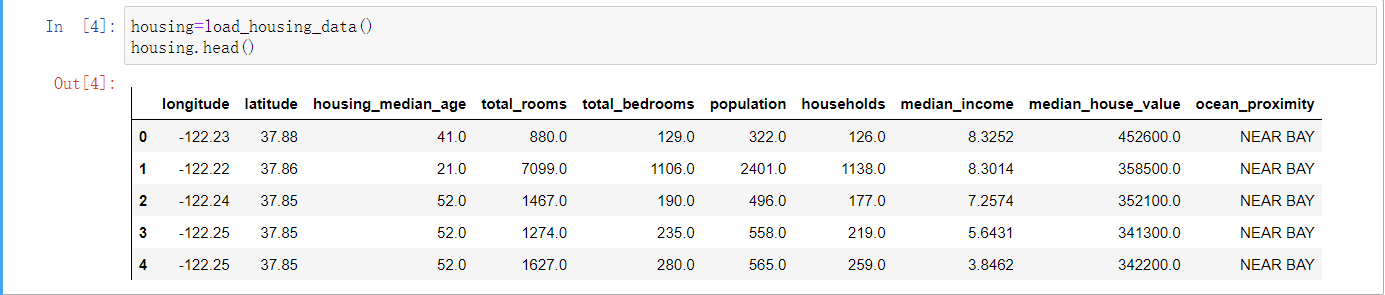 In [4]: housing=load_housing_data()
housing.head()
Out[4]:
longitude latitude housing_median_age total_rooms total_bedrooms population households median_income median_house_value ocean_proximity
0 -122.23 37.88 41.0 880.0 129.0 322.0 126.0 8.3252 452600.0 NEAR BAY
1 -122.22 37.86 21.0 7099.0 1106.0 2401.0 1138.0 8.3014 358500.0 NEAR BAY
2 -122.24 37.85 52.0 1467.0 190.0 496.0 177.0 7.2574 352100.0 NEAR BAY
3 -122.25 37.85 52.0 1274.0 235.0 558.0 219.0 5.6431 341300.0 NEAR BAY
4 -122.25 37.85 52.0 1627.0 280.0 565.0 259.0 3.8462 342200.0 NEAR BAY